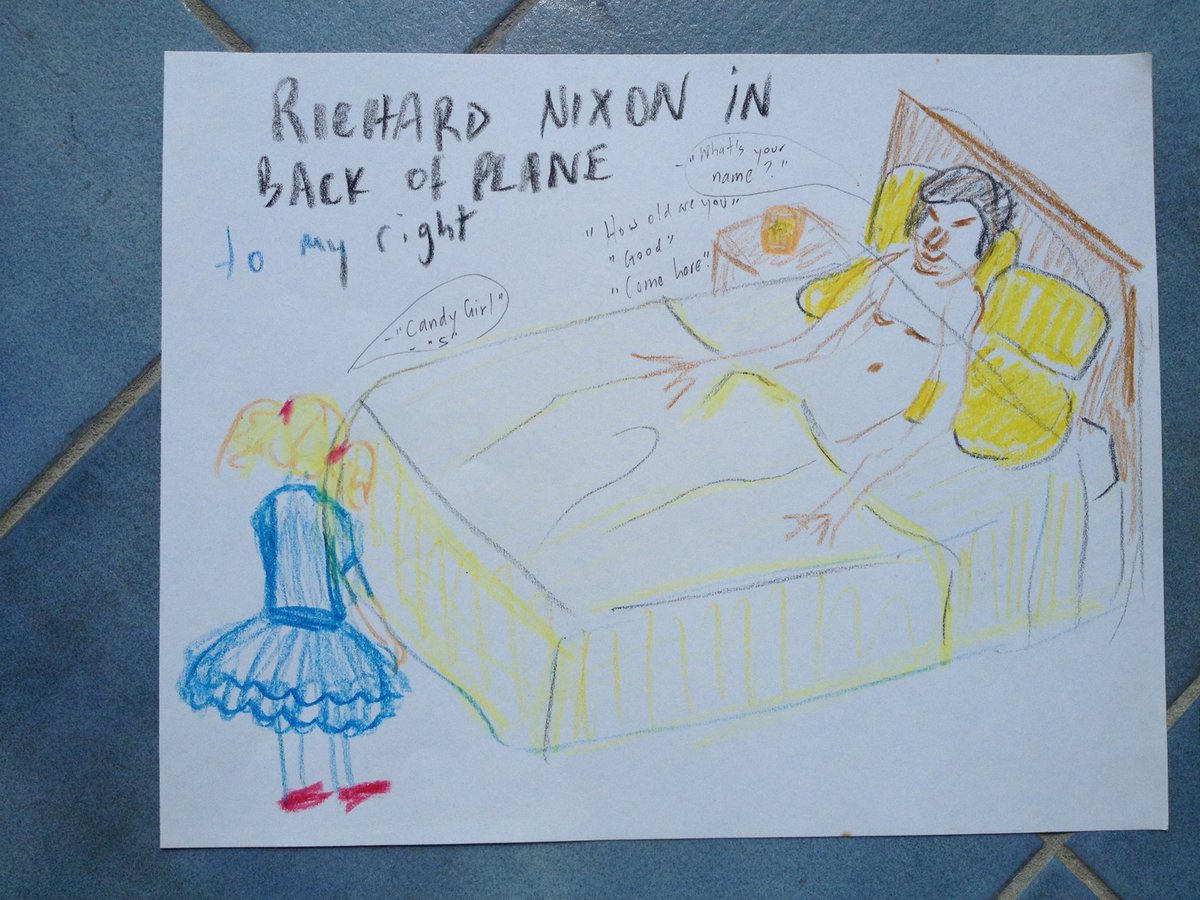 RICHARD NIXON IN
BACK of PLANE
to my right
"What's your
name?"
"How old are you"
"Good"
"Come here"
"Candy Girl"
"5"